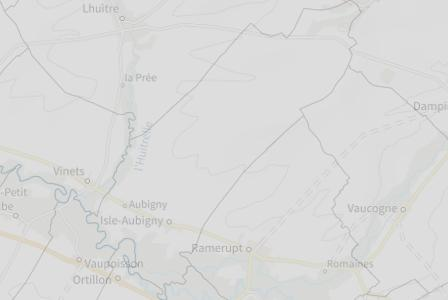 Lhuître
la Prée
Dampi
l'Huitrelle
Vinets
-Petit
be
Aubigny
Isle-Aubigny
Vaucogne
Ramerupt
Vaupoisson
Romaines
Ortillon